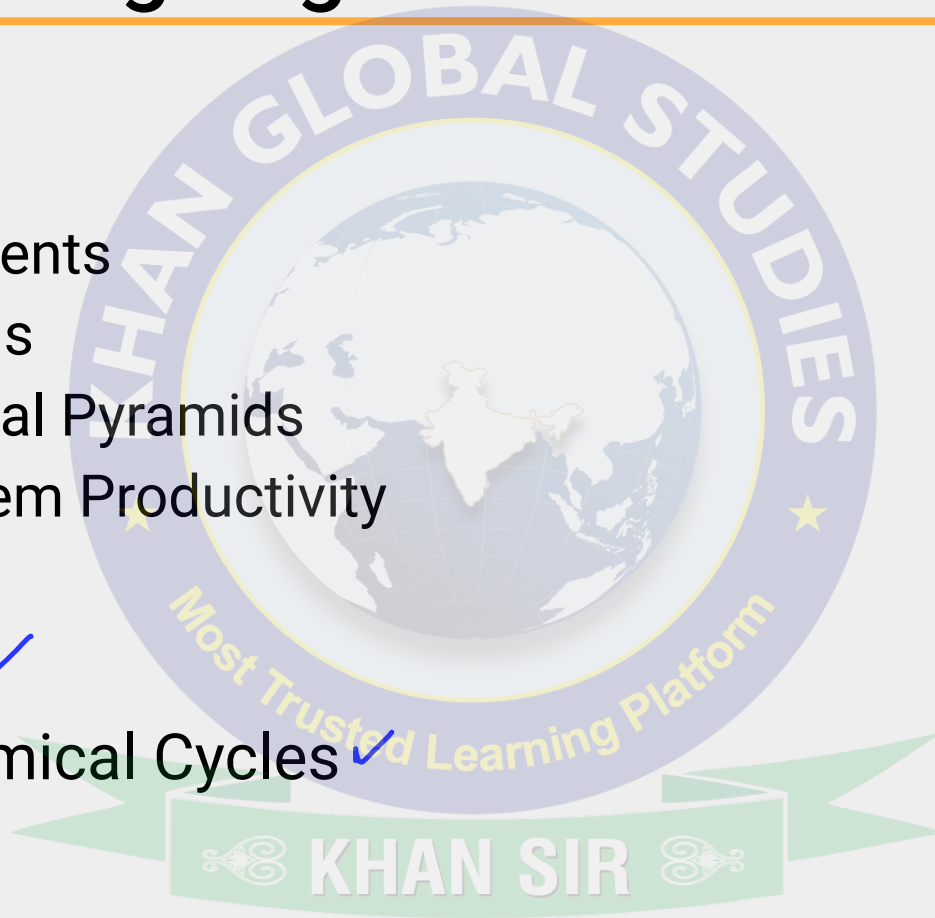 KHAN GLOBAL STUDIES
ents
s
al Pyramids
em Productivity
mical Cycles
Most Trusted Learning Platform
KHAN SIR